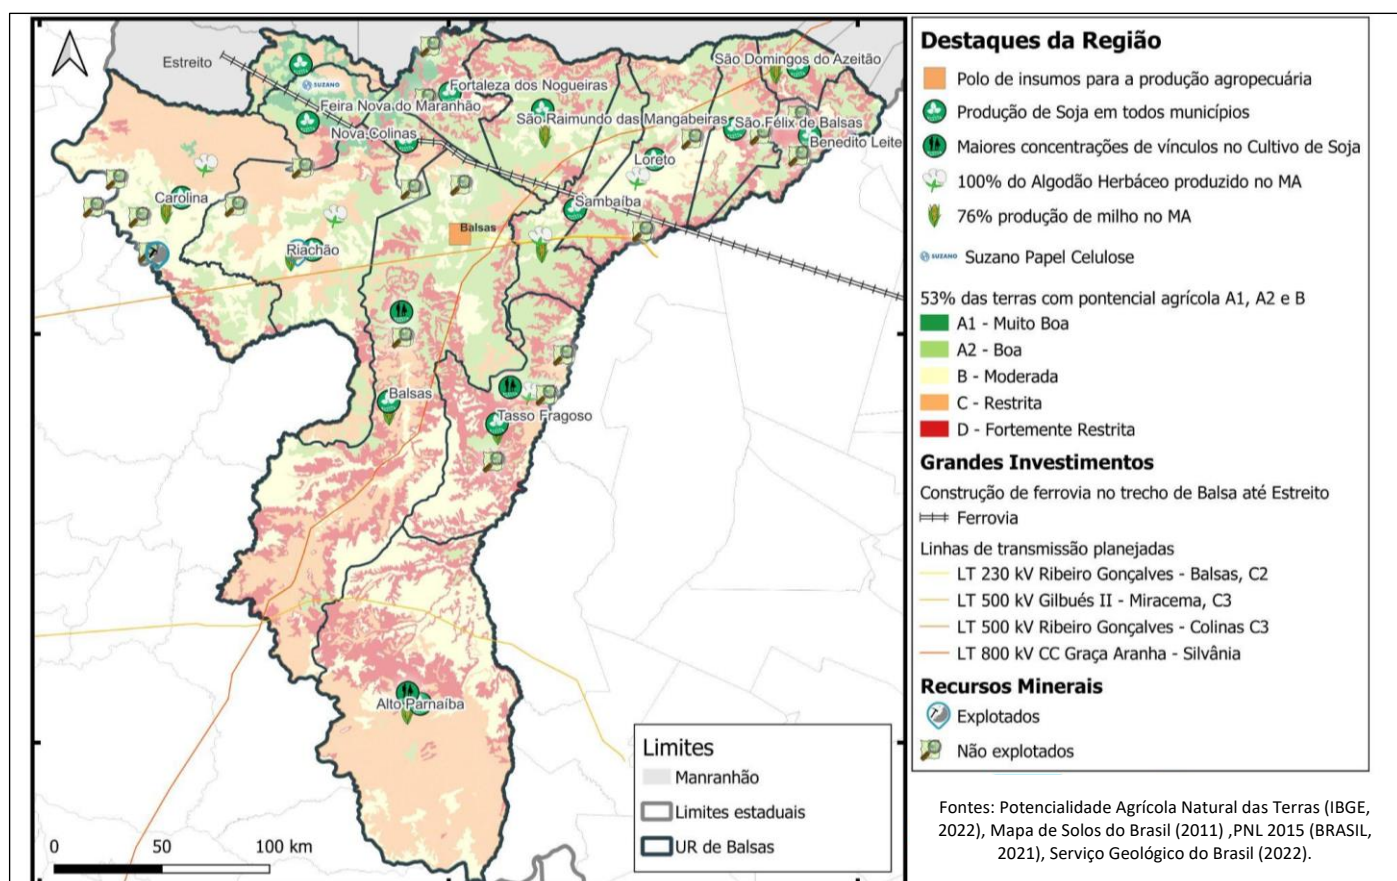 Estreito
SUZANO
Feira Nova do Maranhão
Nova Colinas
Fortaleza dos Nogueiras
São Domingos do Azeitão
São Raimundo das Mangabeiras
São Félix de Balsas
Benedito Leite
Loreto
Carolina
Sambaíba
Riachão
Balsas
Balsas
Tasso Fragoso
Alto Parnaíba
0 50 100 km
Limites
Manranhão
Limites estaduais
UR de Balsas
Destaques da Região
Polo de insumos para a produção agropecuária
Produção de Soja em todos municípios
Maiores concentrações de vínculos no Cultivo de Soja
100% do Algodão Herbáceo produzido no MA
76% produção de milho no MA
SUZANO Suzano Papel Celulose
53% das terras com pontencial agrícola A1, A2 e B
A1 - Muito Boa
A2 - Boa
B - Moderada
C - Restrita
D - Fortemente Restrita
Grandes Investimentos
Construção de ferrovia no trecho de Balsa até Estreito
Ferrovia
Linhas de transmissão planejadas
LT 230 kV Ribeiro Gonçalves - Balsas, C2
LT 500 kV Gilbués II - Miracema, C3
LT 500 kV Ribeiro Gonçalves - Colinas C3
LT 800 kV CC Graça Aranha - Silvânia
Recursos Minerais
Explotados
Não explotados
Fontes: Potencialidade Agrícola Natural das Terras (IBGE,
2022), Mapa de Solos do Brasil (2011) ,PNL 2015 (BRASIL,
2021), Serviço Geológico do Brasil (2022).